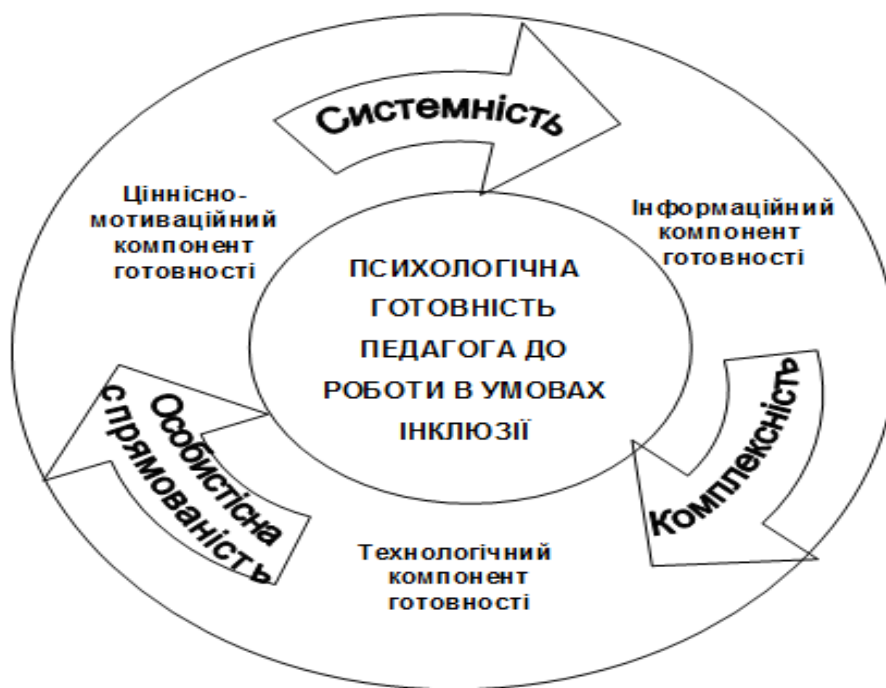 Системність
Ціннісно-
мотиваційний
компонент
готовності
Інформаційний
компонент
готовності
ПСИХОЛОГІЧНА
ГОТОВНІСТЬ
ПЕДАГОГА ДО
РОБОТИ В УМОВАХ
ІНКЛЮЗІЇ
Комплексність
Особистісна
спрямованість
Технологічний
компонент
готовності